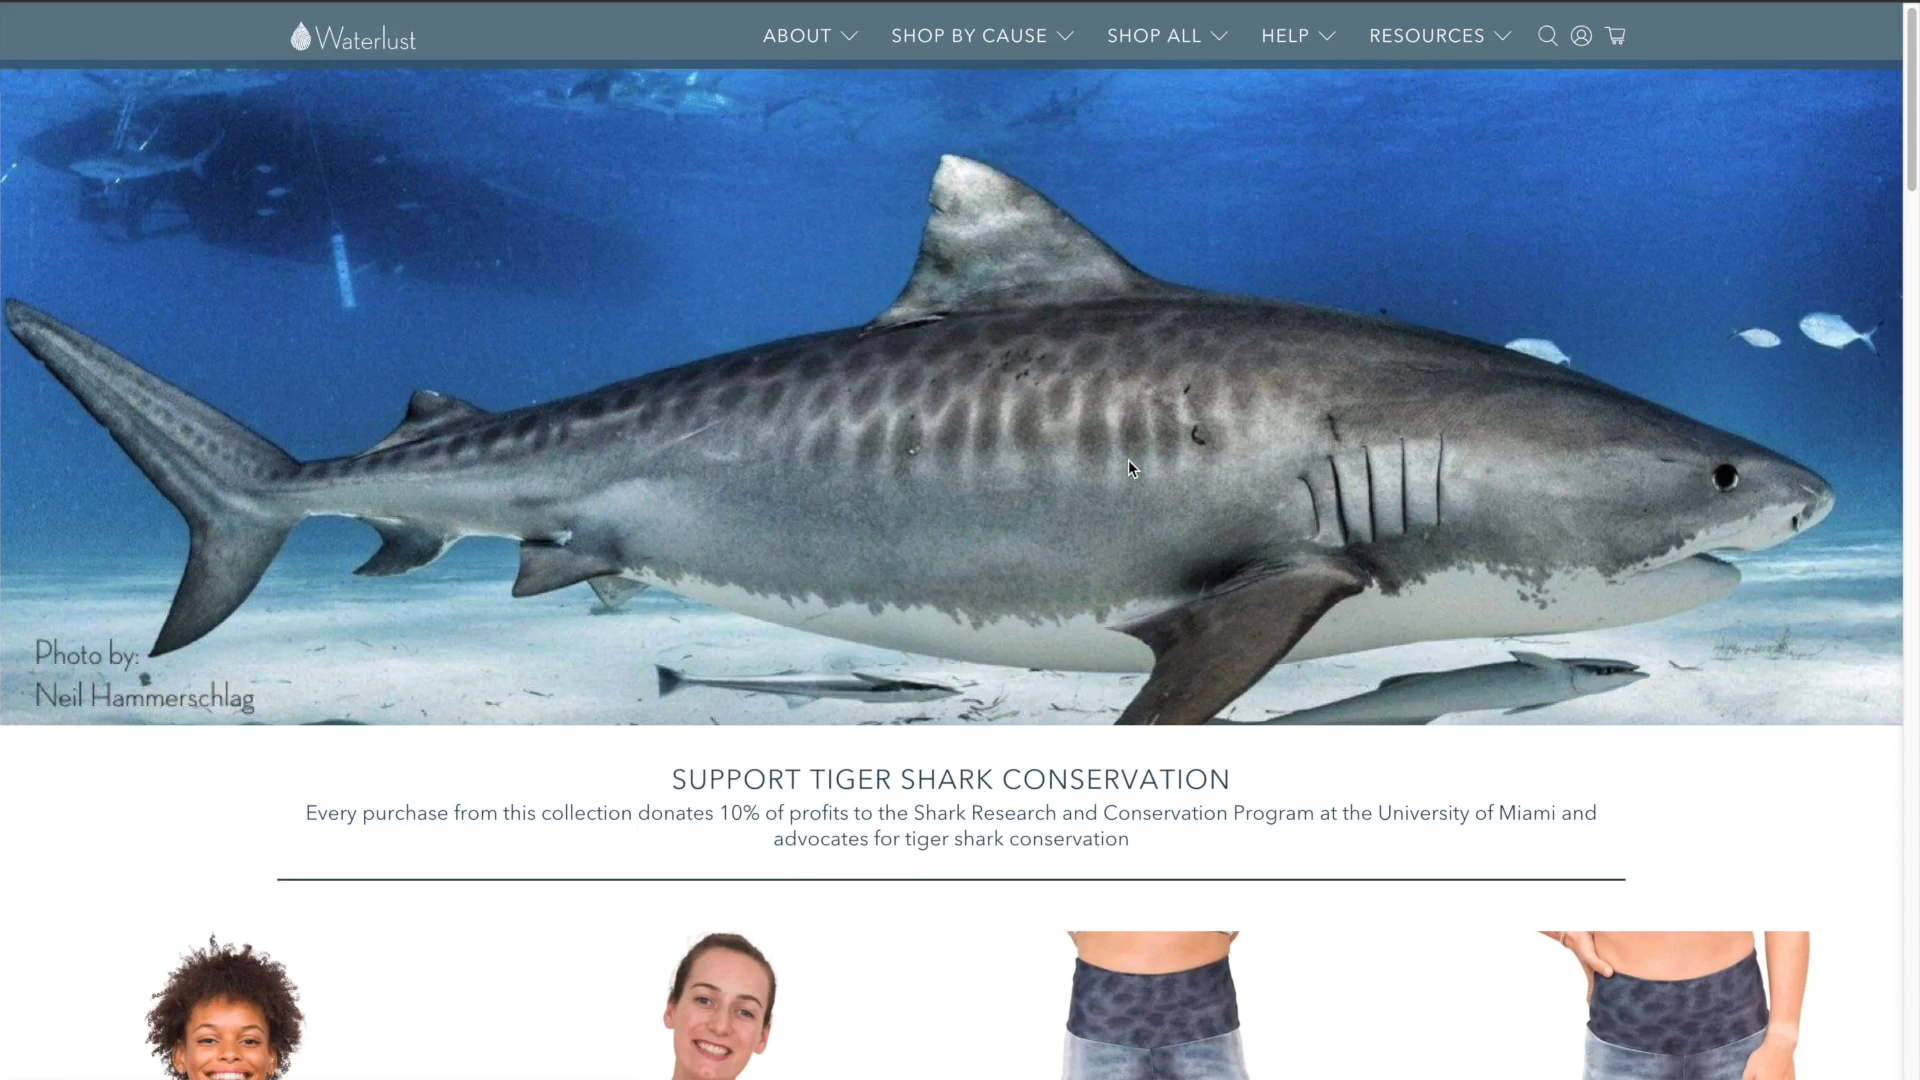 Waterlust
ABOUT
SHOP BY CAUSE
SHOP ALL
HELP
RESOURCES
Photo by:
Neil Hammerschlag
SUPPORT TIGER SHARK CONSERVATION
Every purchase from this collection donates 10% of profits to the Shark Research and Conservation Program at the University of Miami and
advocates for tiger shark conservation